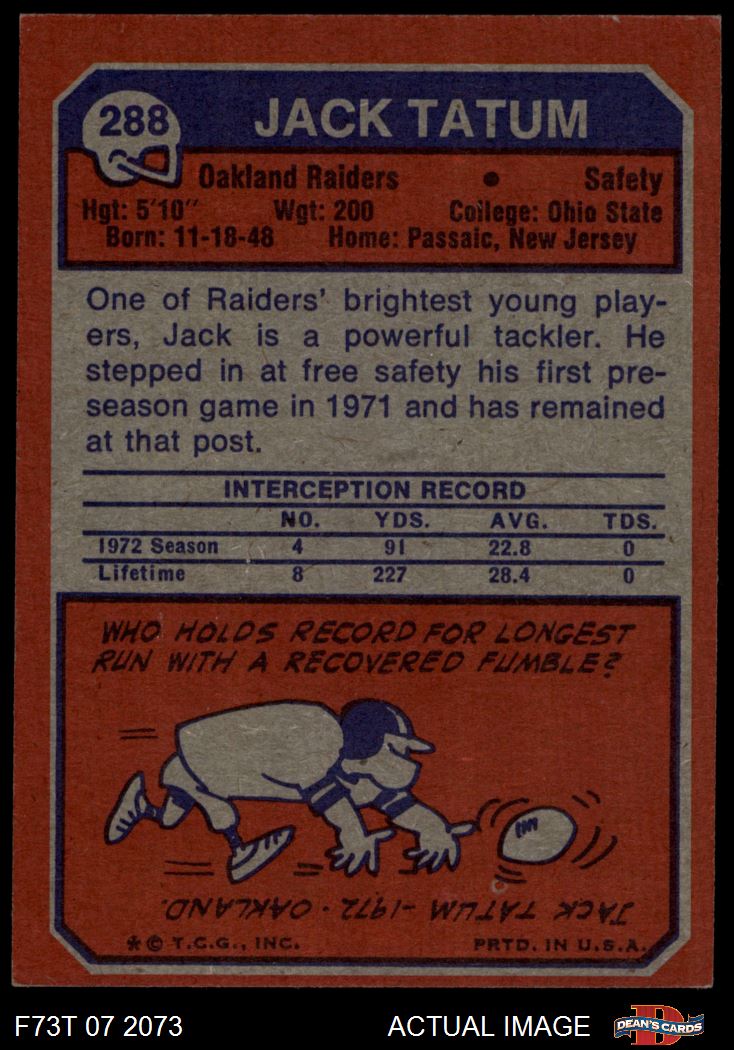 288
JACK TATUM
Oakland Raiders • Safety
Hgt: 5'10" Wgt: 200 College: Ohio State
Born: 11-18-48 Home: Passaic, New Jersey
One of Raiders' brightest young play-
ers, Jack is a powerful tackler. He
stepped in at free safety his first pre-
season game in 1971 and has remained
at that post.
INTERCEPTION RECORD
NO. YDS. AVG. TDS.
1972 Season 4 91 22.8 0
Lifetime 8 227 28.4 0
WHO HOLDS RECORD FOR LONGEST
RUN WITH A RECOVERED FUMBLE?
JACK TATUM -1972 - OAKLAND.
* © T.C.G., INC. PRTD. IN U.S.A.
F73T 07 2073 ACTUAL IMAGE
D
DEAN'S CARDS